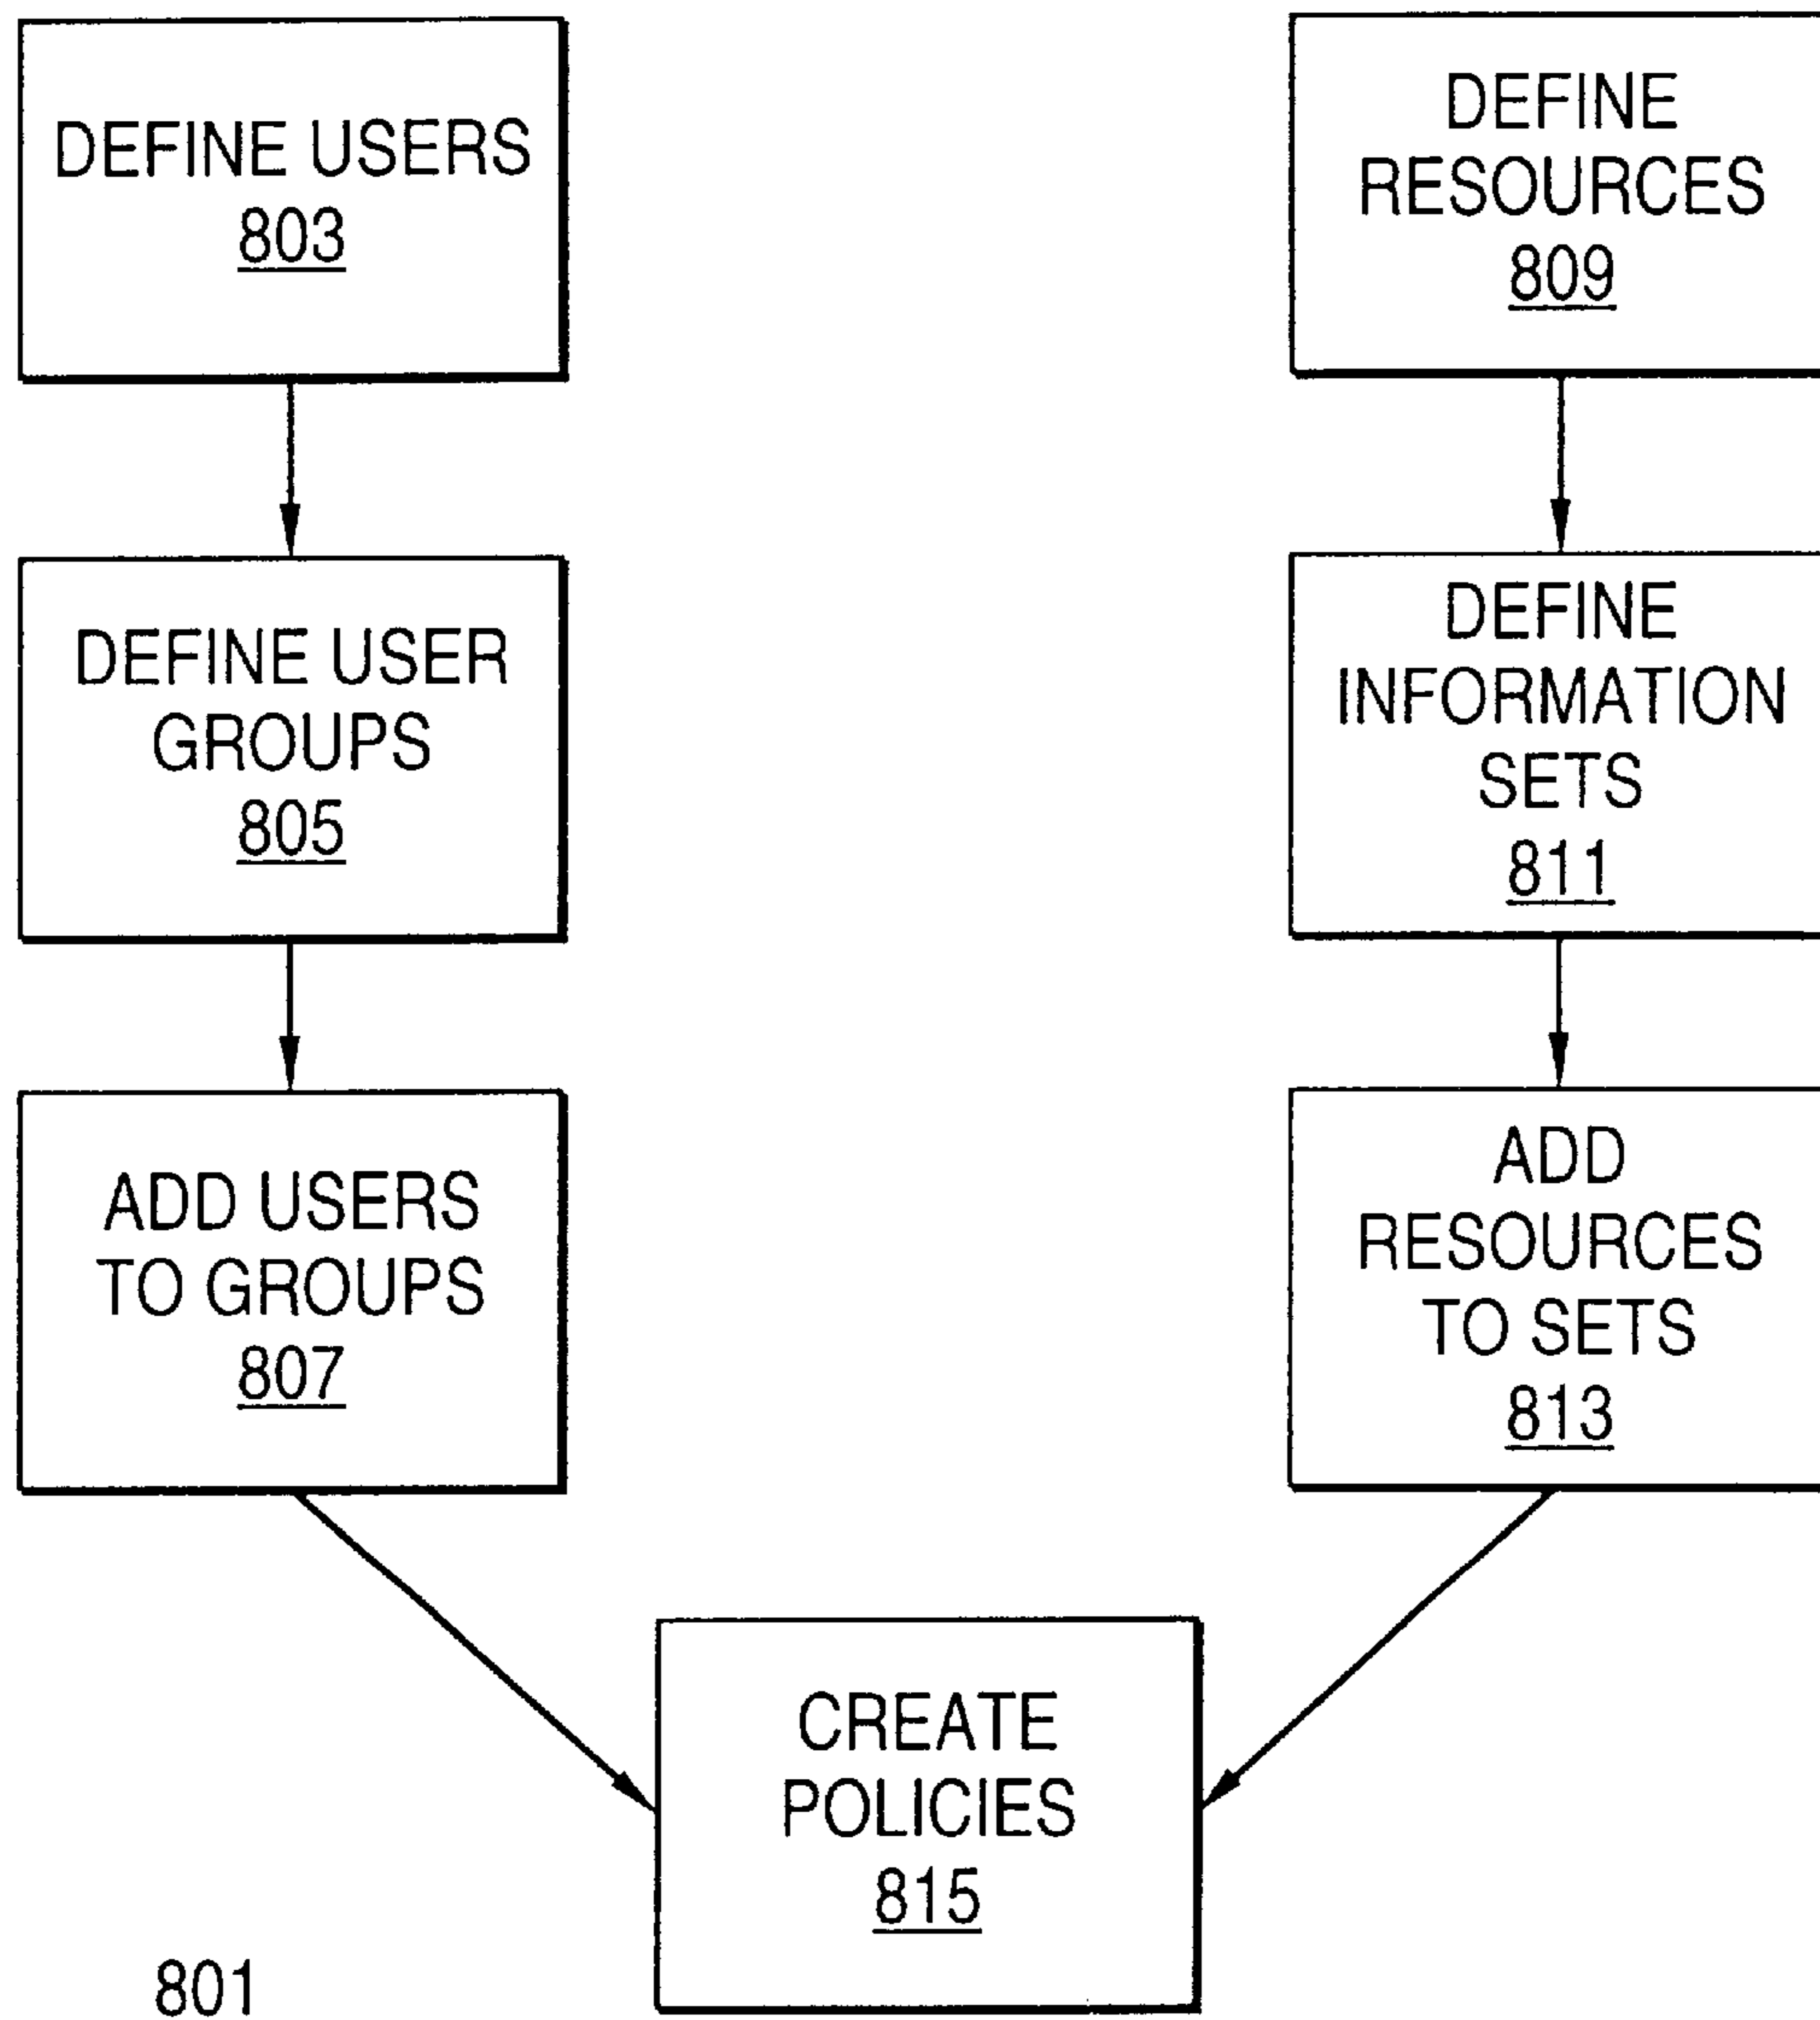 DEFINE USERS
803
DEFINE
RESOURCES
809
DEFINE USER
GROUPS
805
DEFINE
INFORMATION
SETS
811
ADD USERS
TO GROUPS
807
ADD
RESOURCES
TO SETS
813
CREATE
POLICIES
815
801